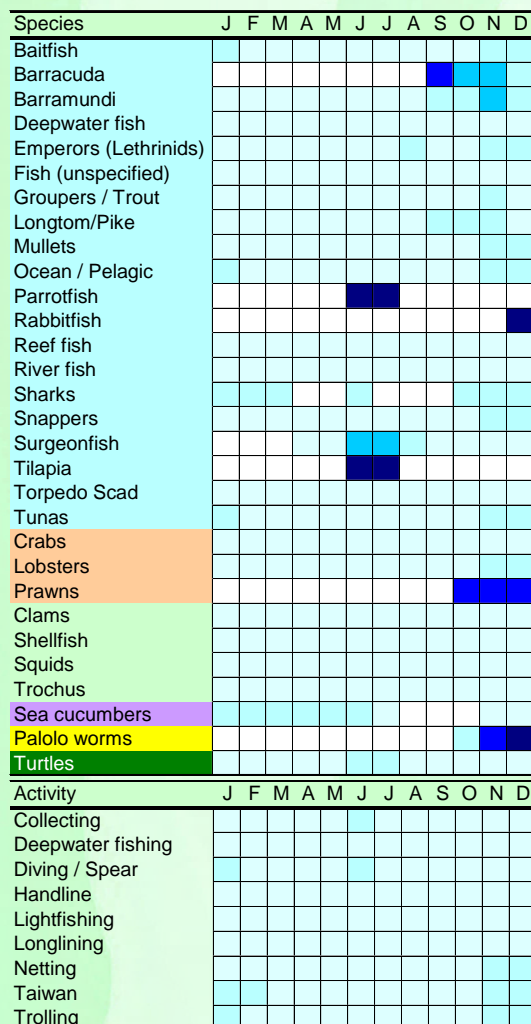 Species J F M A M J J A S O N D
Baitfish
Barracuda
Barramundi
Deepwater fish
Emperors (Lethrinids)
Fish (unspecified)
Groupers / Trout
Longtom/Pike
Mullets
Ocean / Pelagic
Parrotfish
Rabbitfish
Reef fish
River fish
Sharks
Snappers
Surgeonfish
Tilapia
Torpedo Scad
Tunas
Crabs
Lobsters
Prawns
Clams
Shellfish
Squids
Trochus
Sea cucumbers
Palolo worms
Turtles
Activity J F M A M J J A S O N D
Collecting
Deepwater fishing
Diving / Spear
Handline
Lightfishing
Longlining
Netting
Taiwan
Trolling